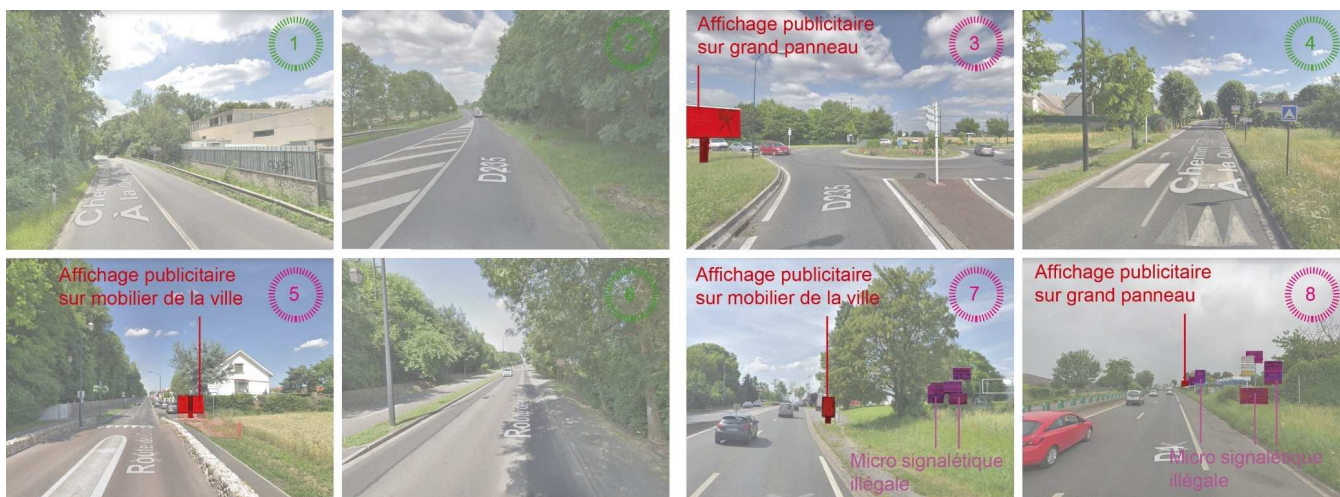 1
2
Affichage publicitaire
sur grand panneau
3
D235
4
D235
Affichage publicitaire
sur mobilier de la ville
5
6
Affichage publicitaire
sur mobilier de la ville
7
Micro signalétique
illégale
Affichage publicitaire
sur grand panneau
8
Micro signalétique
illégale